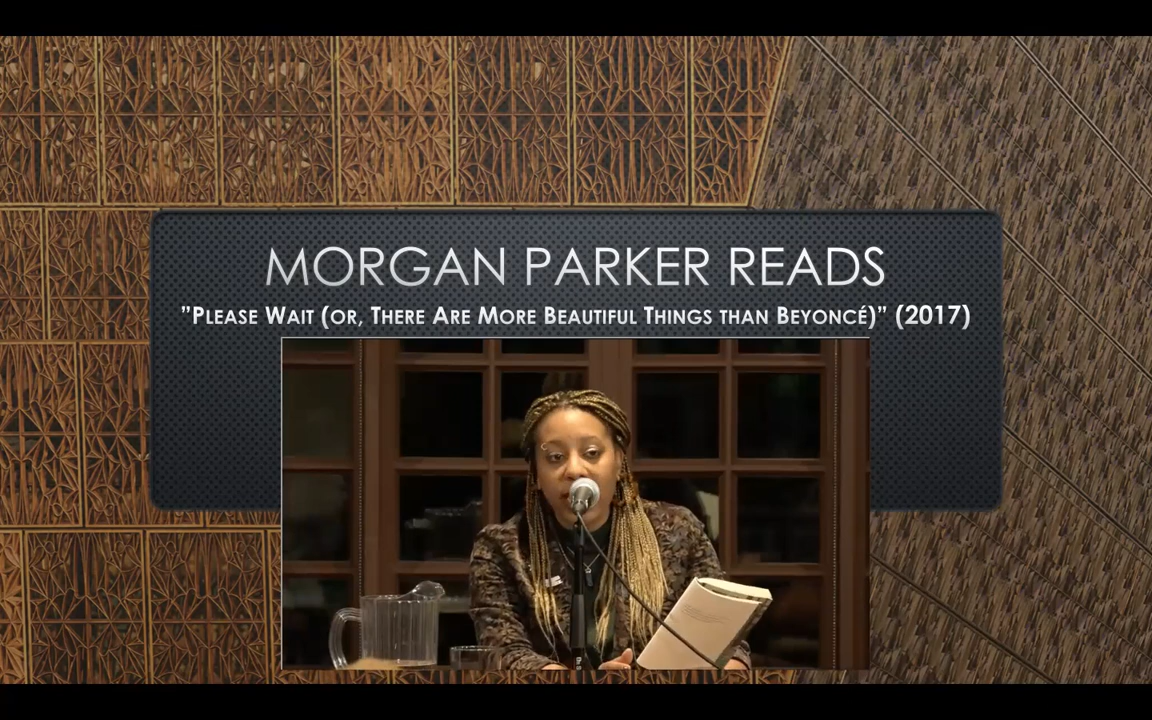 MORGAN PARKER READS
”PLEASE WAIT (OR, THERE ARE MORE BEAUTIFUL THINGS THAN BEYONCÉ)” (2017)